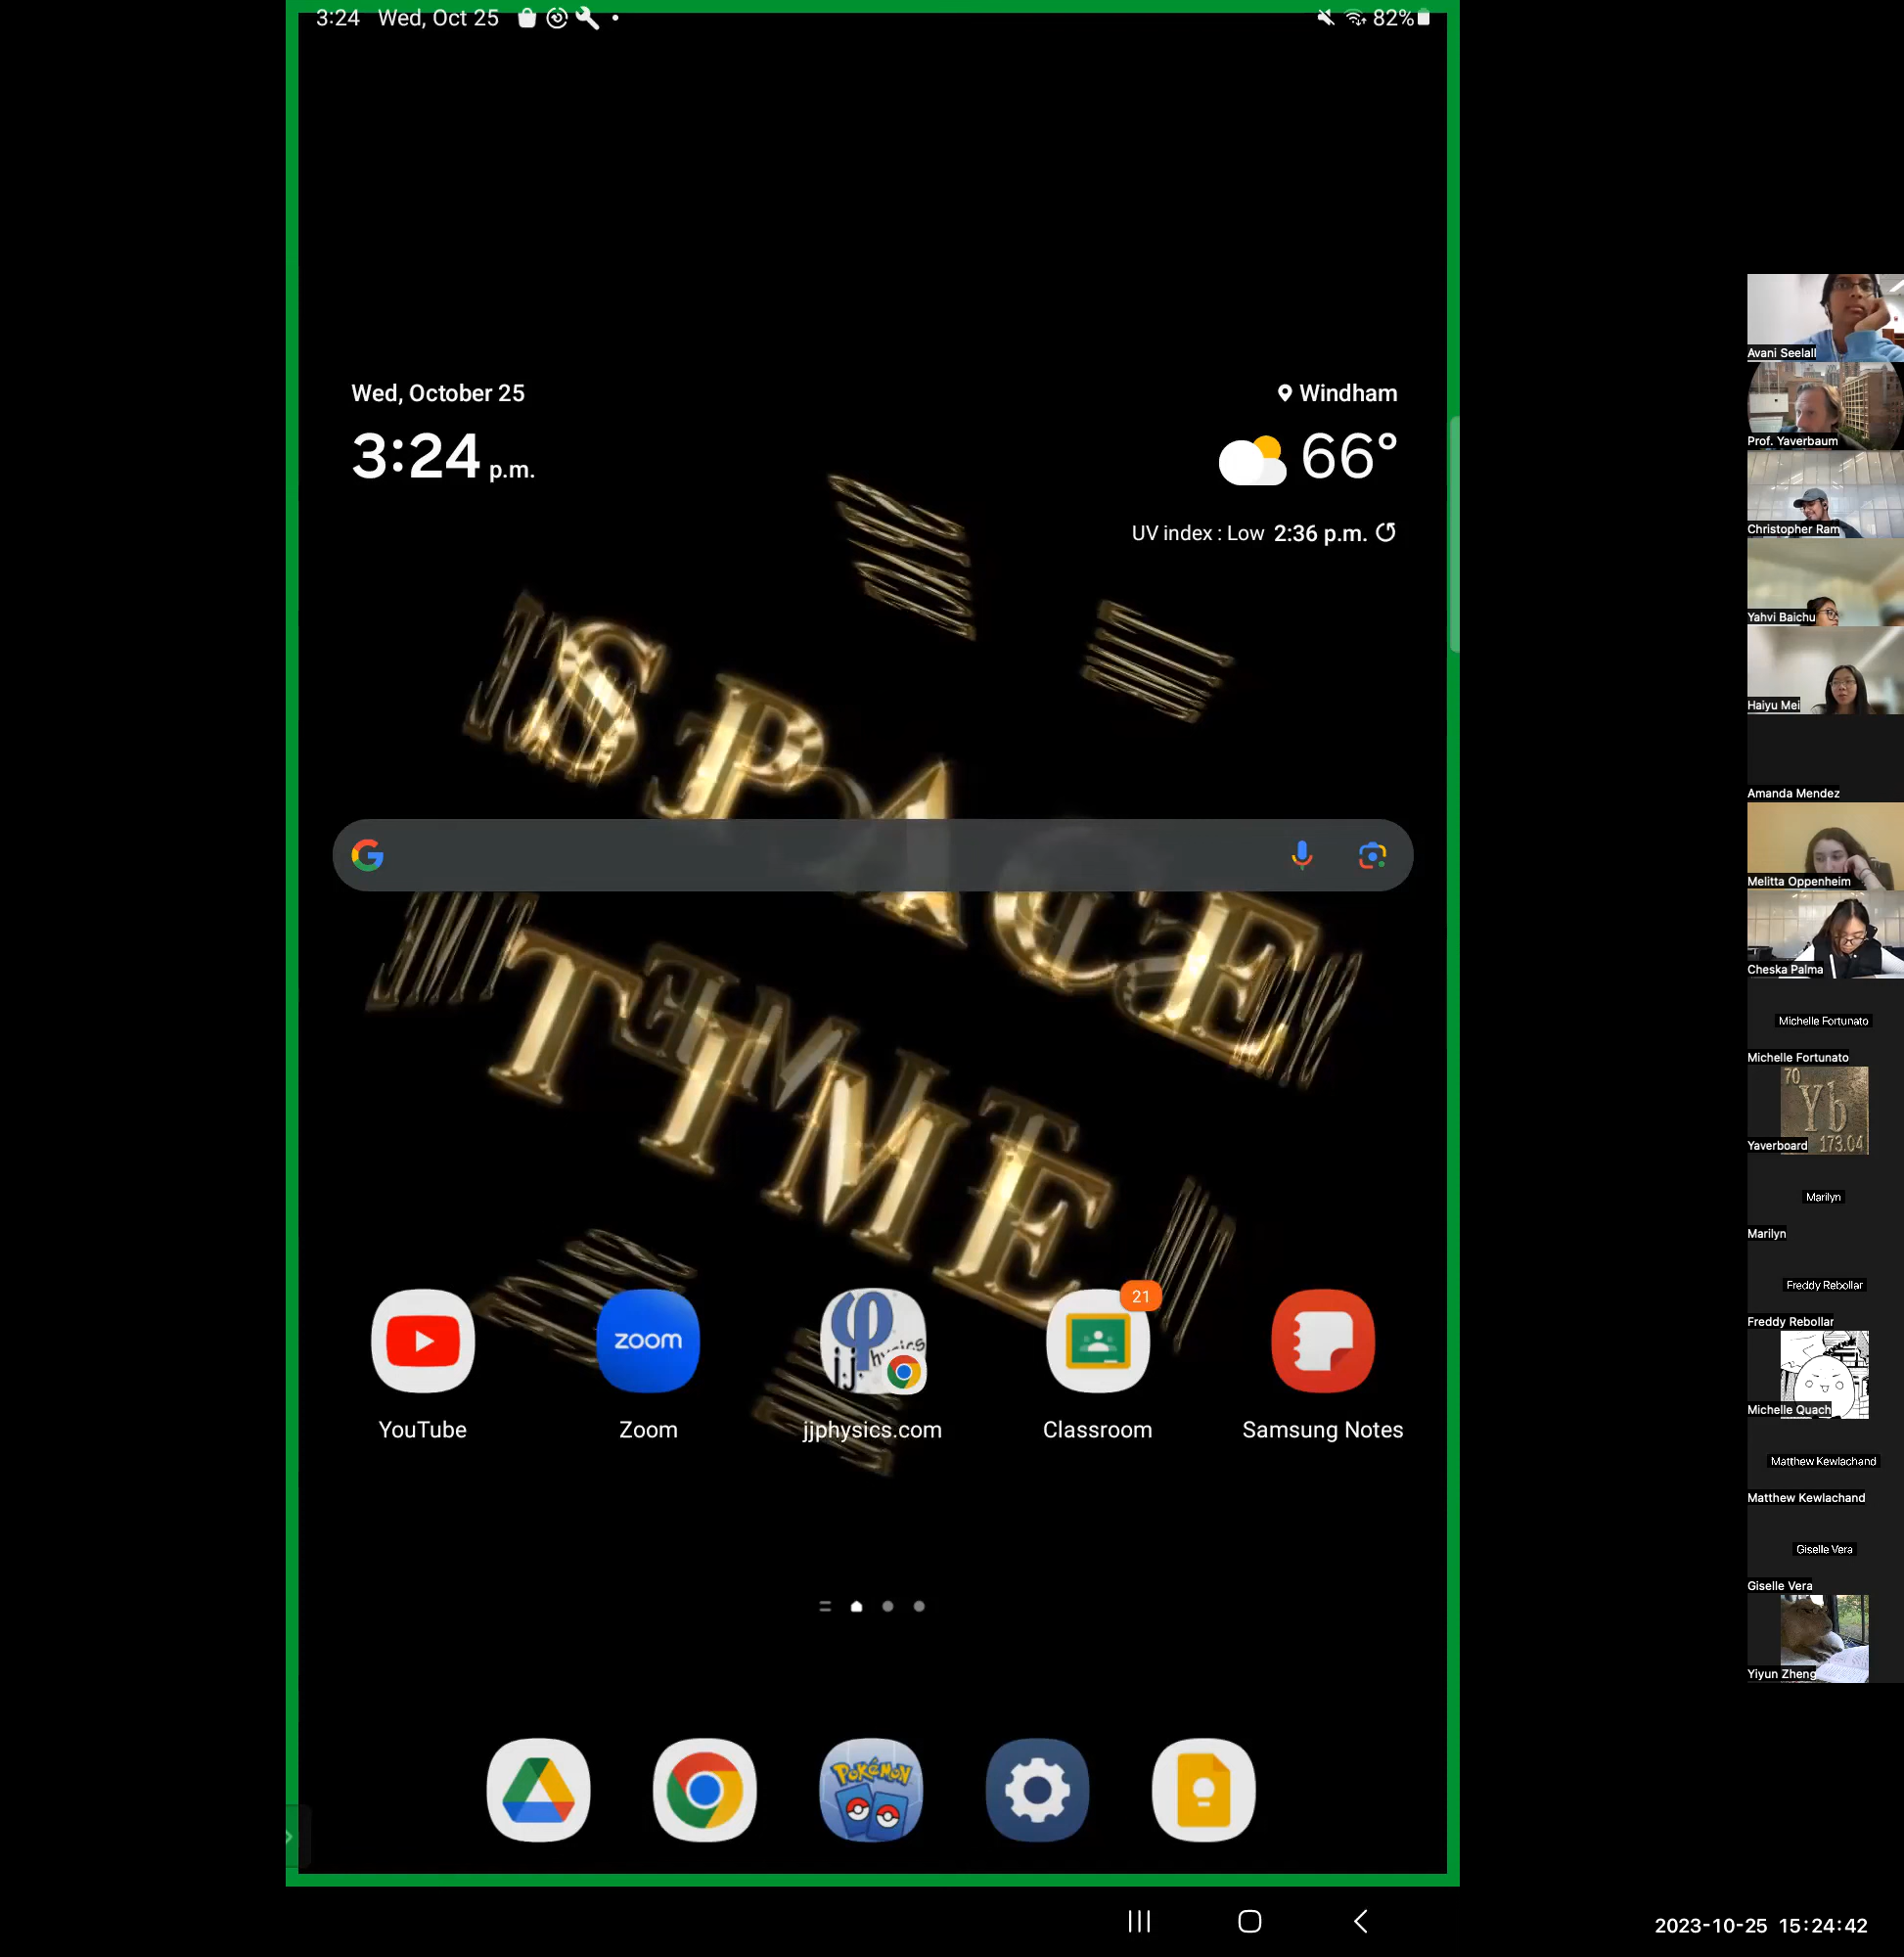 3:24 Wed, Oct 25
82%
Wed, October 25
3:24 p.m.
Windham
66°
UV index : Low 2:36 p.m.
SPACE
TIME
21
zoom
YouTube
Zoom
jjphysics.com
Classroom
Samsung Notes
Pokémon
Avani Seelall
Prof. Yaverbaum
Christopher Ram
Yahvi Baichu
Haiyu Mei
Amanda Mendez
Melitta Oppenheim
Cheska Palma
Michelle Fortunato
Michelle Fortunato
70
Yb
173.04
Yaverboard
Marilyn
Marilyn
Freddy Rebollar
Freddy Rebollar
Michelle Quach
Matthew Kewlachand
Matthew Kewlachand
Giselle Vera
Giselle Vera
Yiyun Zheng
2023-10-25 15:24:42